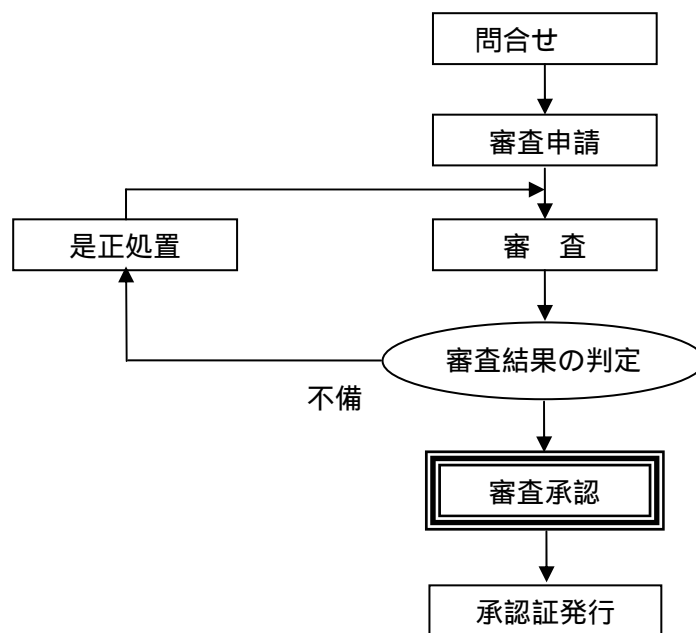 問合せ
審査申請
是正処置
審　査
審査結果の判定
不備
審査承認
承認証発行